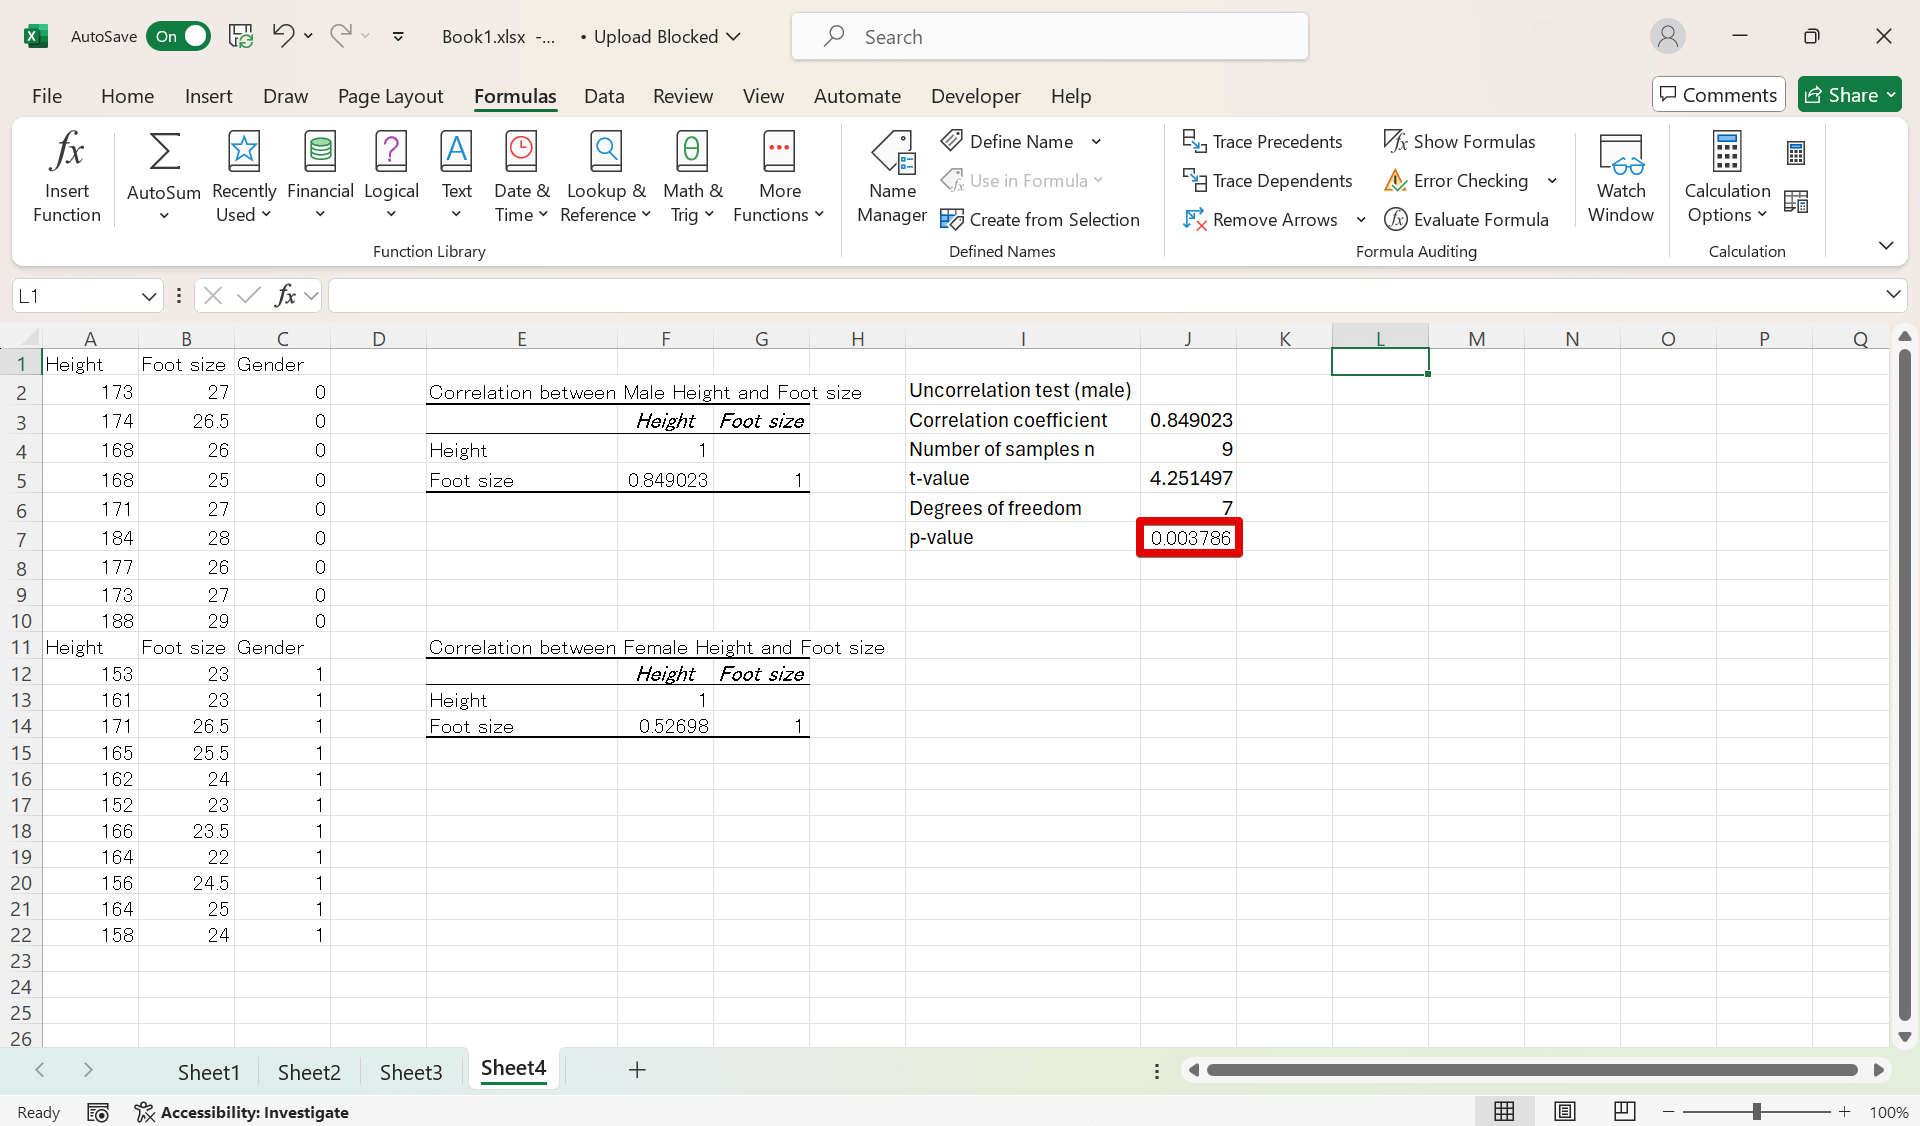 AutoSave On Book1.xlsx -... • Upload Blocked Search
File Home Insert Draw Page Layout Formulas Data Review View Automate Developer Help Comments Share
Insert Function
AutoSum
Recently Used
Financial
Logical
Text
Date & Time
Lookup & Reference
Math & Trig
More Functions
Function Library
Name Manager
Define Name
Use in Formula
Create from Selection
Defined Names
Trace Precedents
Trace Dependents
Remove Arrows
Show Formulas
Error Checking
Evaluate Formula
Formula Auditing
Watch Window
Calculation Options
Calculation
L1
A B C D E F G H I J K L M N O P Q
1 Height Foot size Gender
2 173 27 0 Correlation between Male Height and Foot size Uncorrelation test (male)
3 174 26.5 0 Height Foot size Correlation coefficient 0.849023
4 168 26 0 Height 1 Number of samples n 9
5 168 25 0 Foot size 0.849023 1 t-value 4.251497
6 171 27 0 Degrees of freedom 7
7 184 28 0 p-value 0.003786
8 177 26 0
9 173 27 0
10 188 29 0
11 Height Foot size Gender Correlation between Female Height and Foot size
12 153 23 1 Height Foot size
13 161 23 1 Height 1
14 171 26.5 1 Foot size 0.52698 1
15 165 25.5 1
16 162 24 1
17 152 23 1
18 166 23.5 1
19 164 22 1
20 156 24.5 1
21 164 25 1
22 158 24 1
23
24
25
26
Sheet1 Sheet2 Sheet3 Sheet4
Ready Accessibility: Investigate 100%